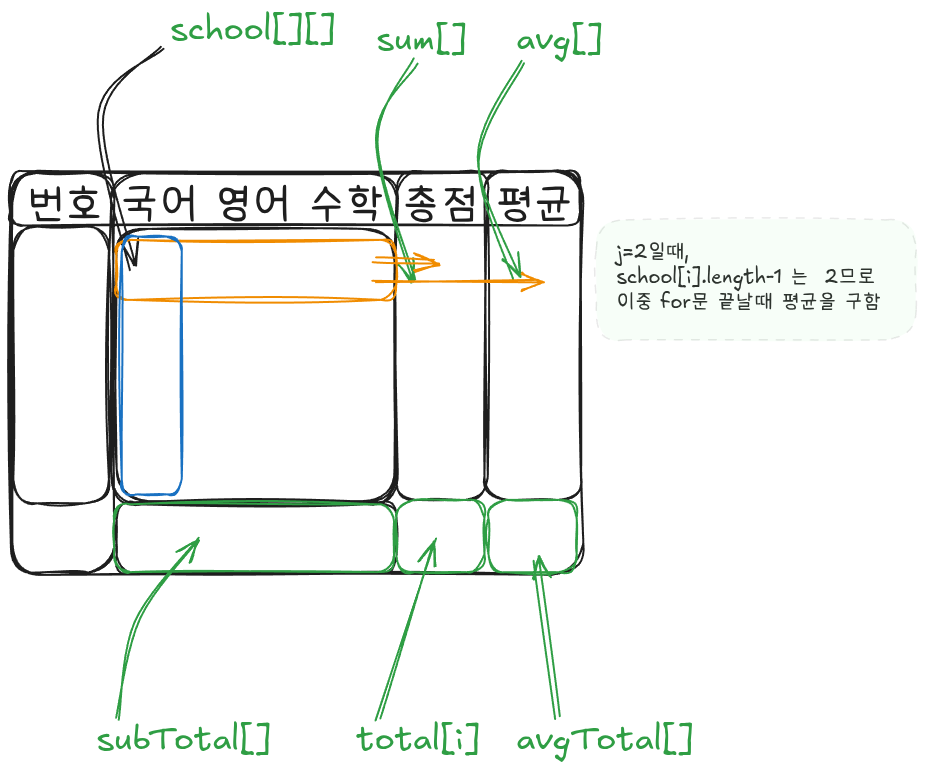 school[][]
sum[]
avg[]
번호 국어 영어 수학 총점 평균
j=2일때,
school[i].length-1 는 2므로
이중 for문 끝날때 평균을 구함
subTotal[]
total[i]
avgTotal[]